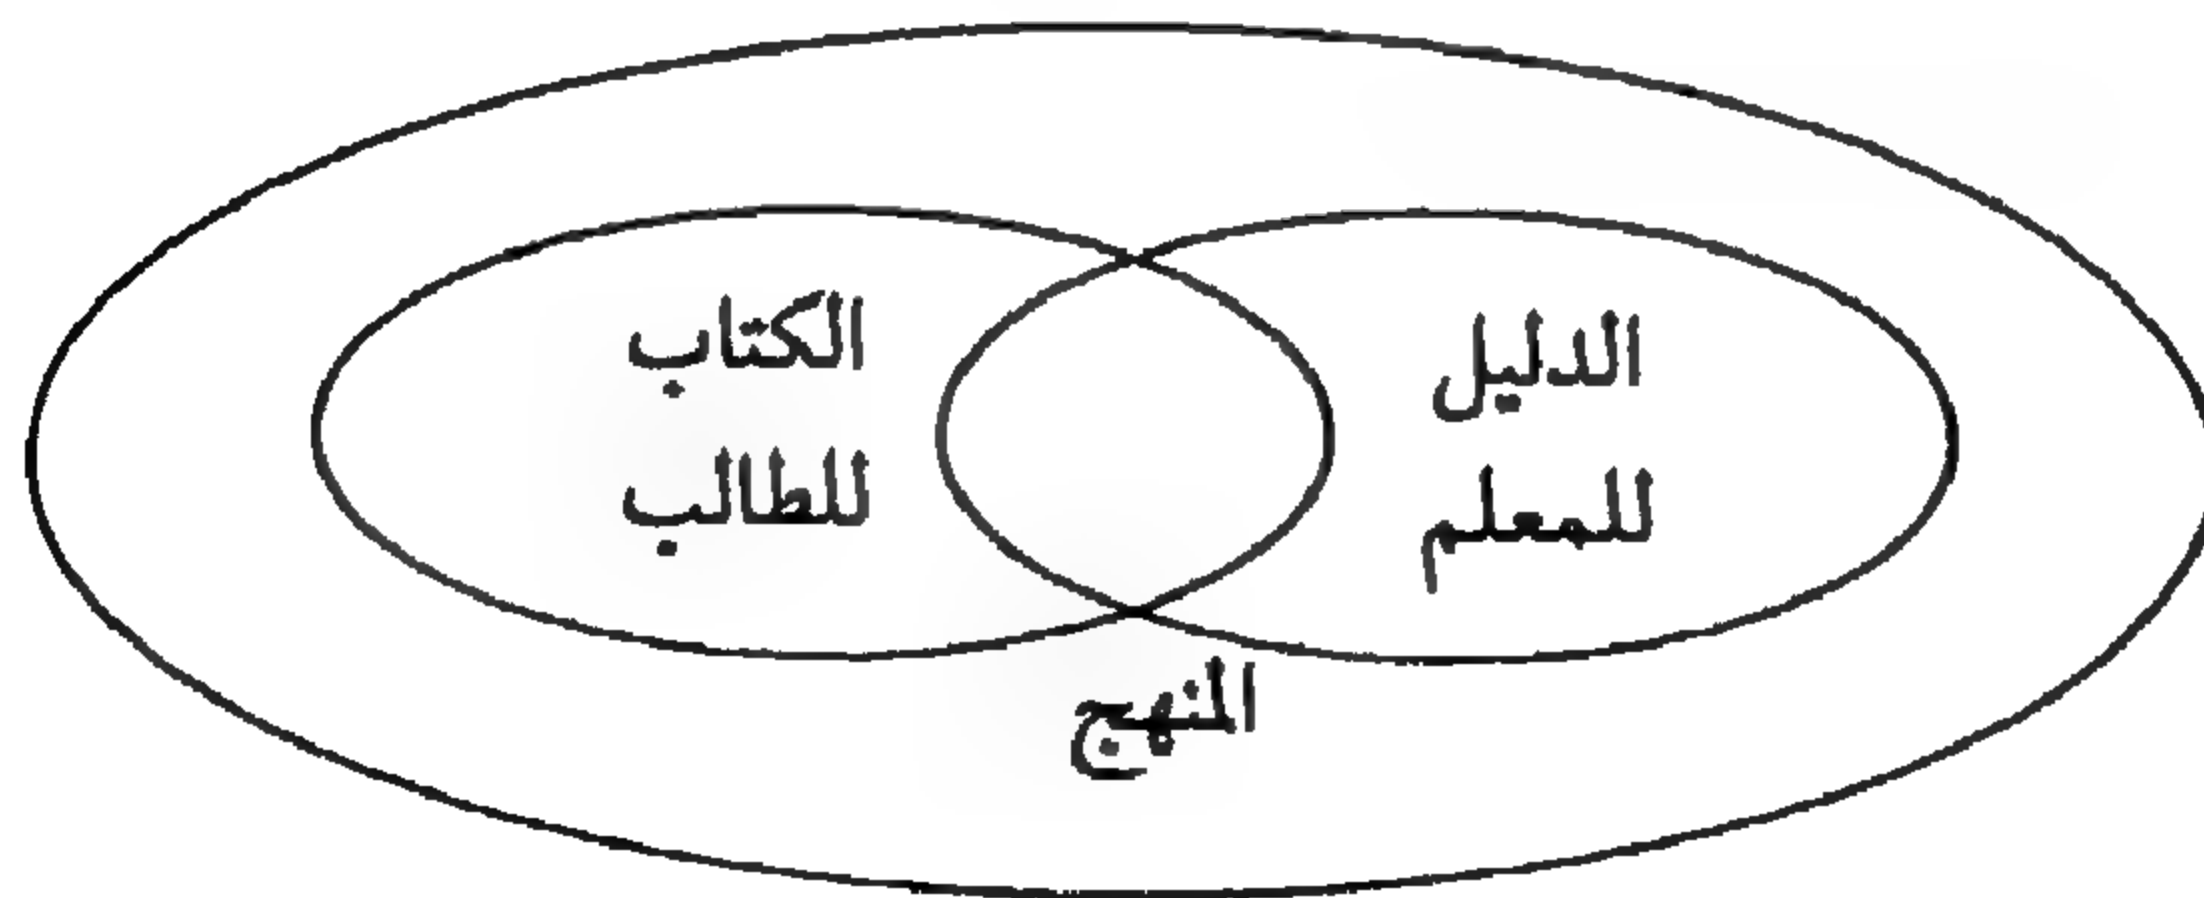 الدليل
للمعلم
الكتاب
للطالب
المنهج